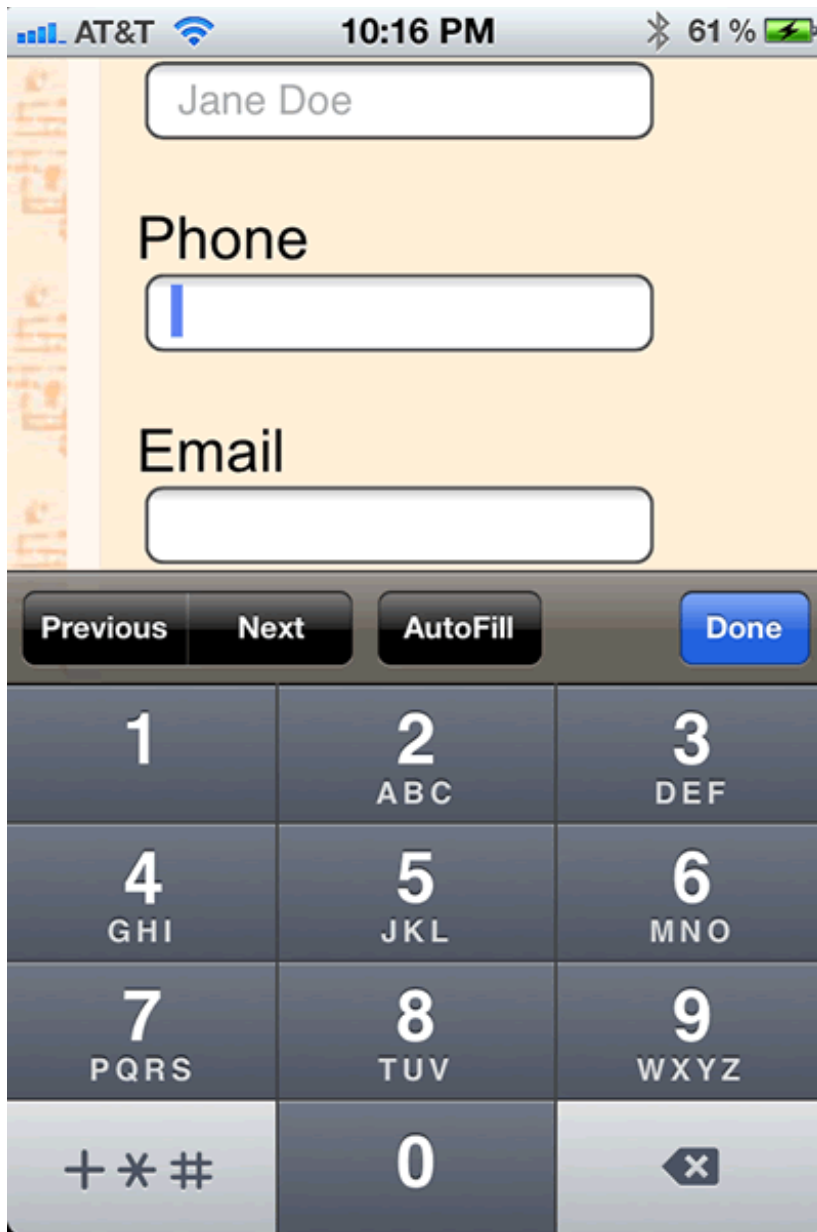 AT&T 10:16 PM 61%
Jane Doe
Phone
Email
Previous Next AutoFill Done
1 2 3
ABC DEF
4 5 6
GHI JKL MNO
7 8 9
PQRS TUV WXYZ
+*# 0